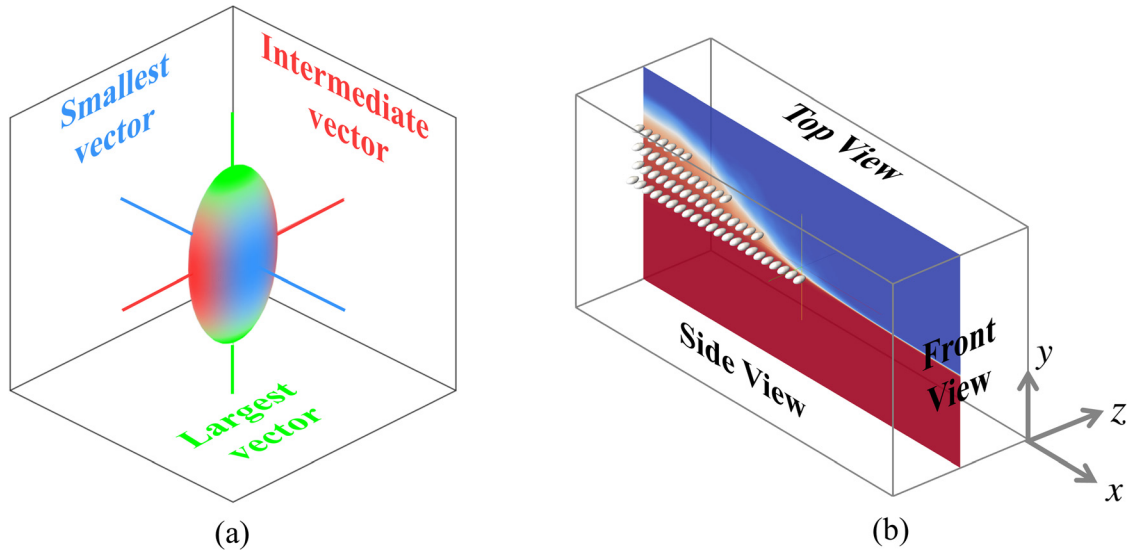 Smallest
vector
Intermediate
vector
Largest
vector
(a)
Top View
Side View
Front
View
y
z
x
(b)